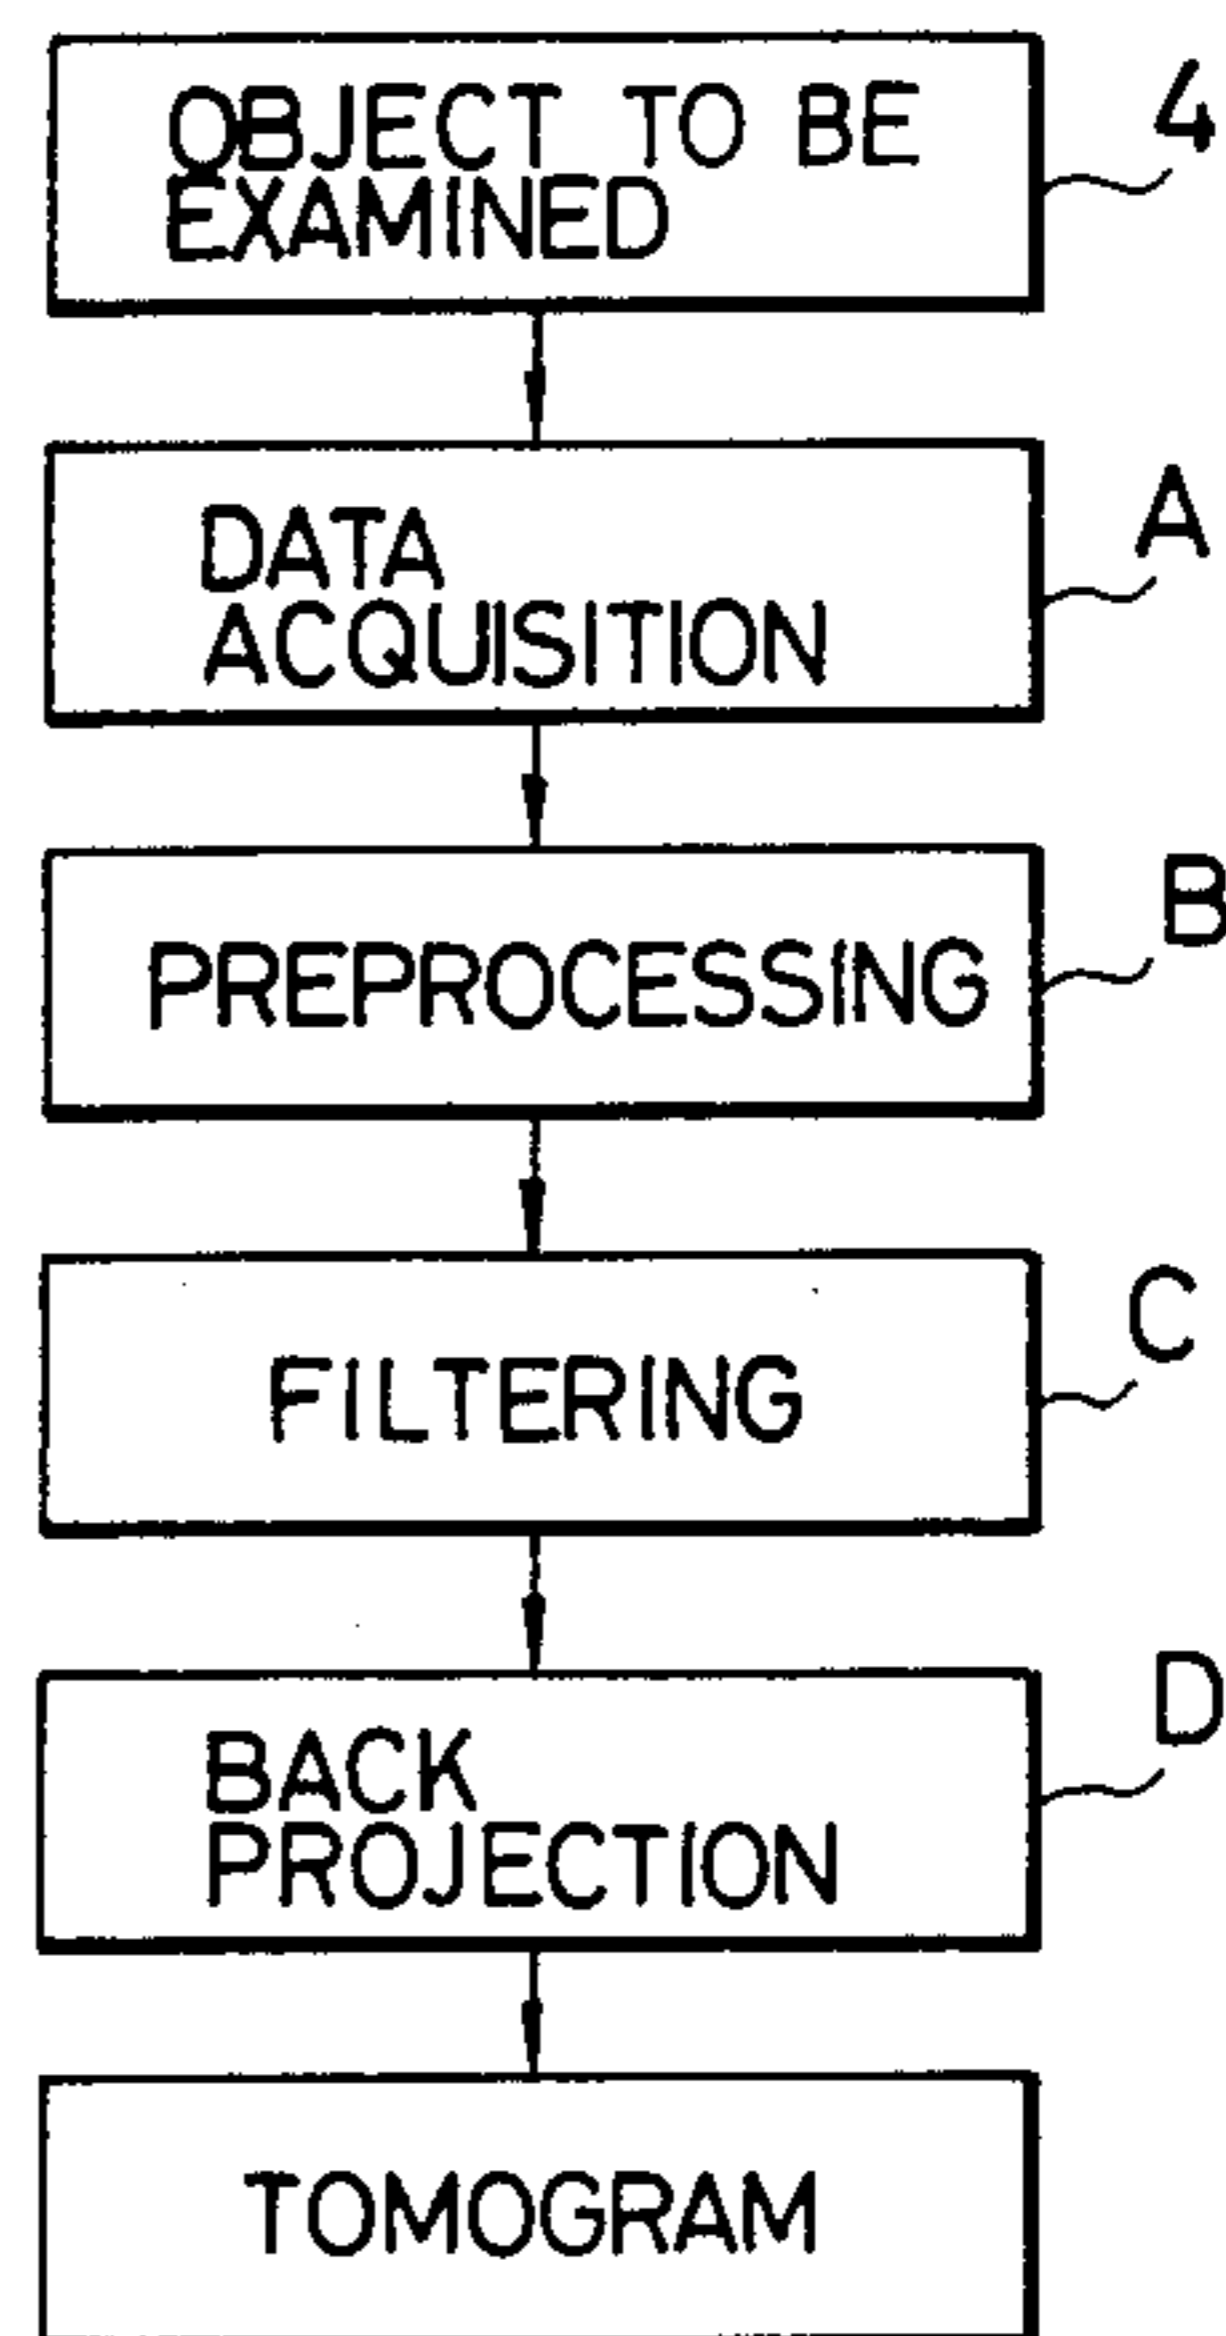 OBJECT TO BE
EXAMINED
4
DATA
ACQUISITION
A
PREPROCESSING
B
FILTERING
C
BACK
PROJECTION
D
TOMOGRAM